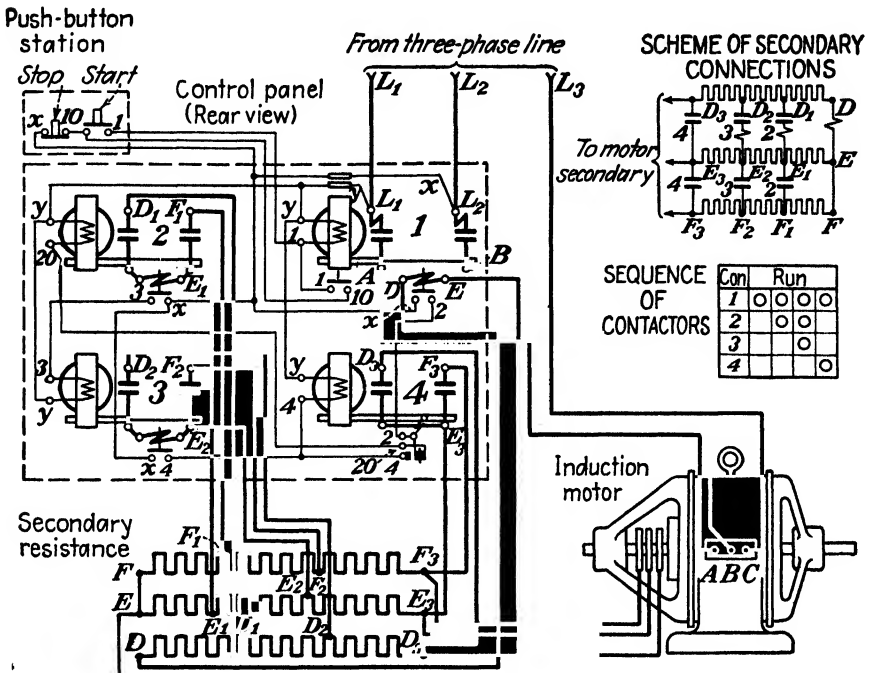 Push-button
station
Stop Start
x 10 1
Control panel
(Rear view)
From three-phase line
L1 L2 L3
SCHEME OF SECONDARY
CONNECTIONS
D3 D2 D1 D
4 3 2
To motor
secondary
E
E3 E2 E1
4 3 2
F3 F2 F1 F
SEQUENCE
OF
CONTACTORS
Con Run
1 O O O O
2 O O
3 O
4 O
x
y D1 F1 y L1 1 L2
2 1
20 A B
3 E1 1 D E
x 10 x 2
3 D2 F2 y D3 F3
3 4
y 4
E2 2 E3
x 4 20 4
Induction
motor
Secondary
resistance
F1
F F3
E2 F2
E E3
E1 D1 D2
D D3
A B C